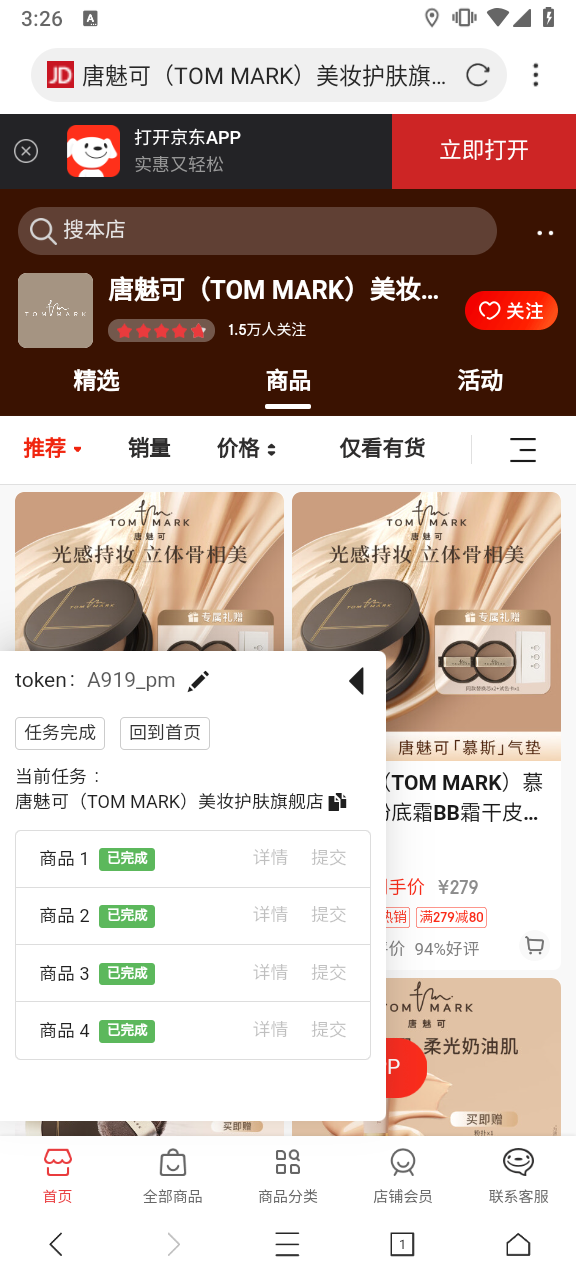 3:26
唐魅可（TOM MARK）美妆护肤旗...
打开京东APP
实惠又轻松
立即打开
搜本店
唐魅可（TOM MARK）美妆...
1.5万人关注
关注
精选
商品
活动
推荐
销量
价格
仅看有货
TOM MARK
唐魅可
光感持妆 立体骨相美
专属礼赠
TOM MARK
唐魅可
光感持妆 立体骨相美
专属礼赠
唐魅可「慕斯」气垫
token： A919_pm
任务完成
回到首页
当前任务：
唐魅可（TOM MARK）美妆护肤旗舰店
商品 1 已完成 详情 提交
商品 2 已完成 详情 提交
商品 3 已完成 详情 提交
商品 4 已完成 详情 提交
（TOM MARK）慕
底霜BB霜干皮...
手价 ¥279
热销 满279减80
价 94%好评
OM MARK
唐魅可
柔光奶油肌
P
买即赠
买即赠
首页
全部商品
商品分类
店铺会员
联系客服
1